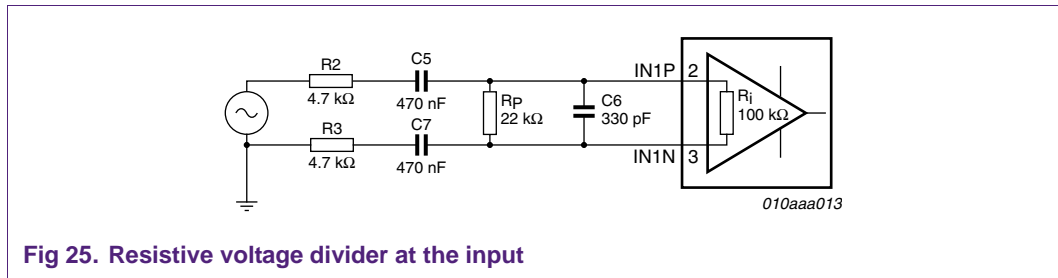 R2
4.7 kΩ
C5
470 nF
RP
22 kΩ
C6
330 pF
IN1P
2
Ri
100 kΩ
R3
4.7 kΩ
C7
470 nF
IN1N
3
010aaa013
Fig 25. Resistive voltage divider at the input